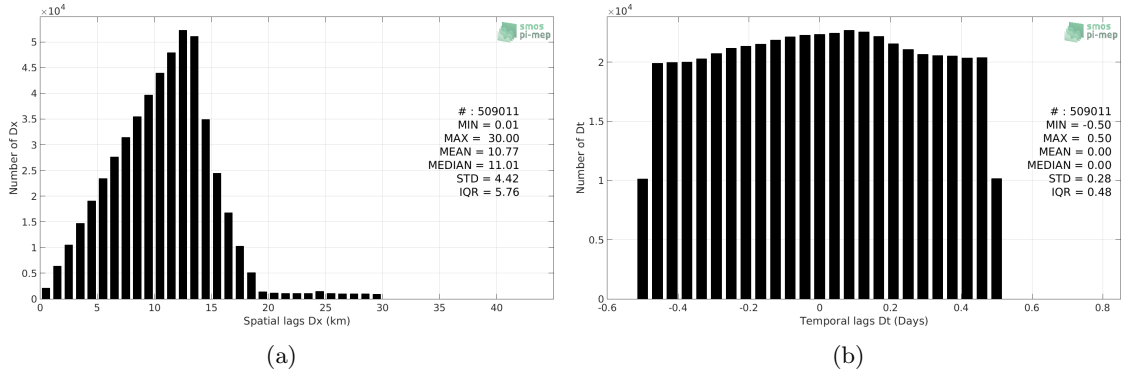 ×10⁴
5
4.5
4
3.5
3
2.5
2
1.5
1
0.5
0
Number of Dx
0 5 10 15 20 25 30 35 40
Spatial lags Dx (km)
smos
pi-mep
# : 509011
MIN = 0.01
MAX = 30.00
MEAN = 10.77
MEDIAN = 11.01
STD = 4.42
IQR = 5.76
(a)
×10⁴
2
1.5
1
0.5
0
Number of Dt
-0.6 -0.4 -0.2 0 0.2 0.4 0.6 0.8
Temporal lags Dt (Days)
smos
pi-mep
# : 509011
MIN = -0.50
MAX = 0.50
MEAN = 0.00
MEDIAN = 0.00
STD = 0.28
IQR = 0.48
(b)